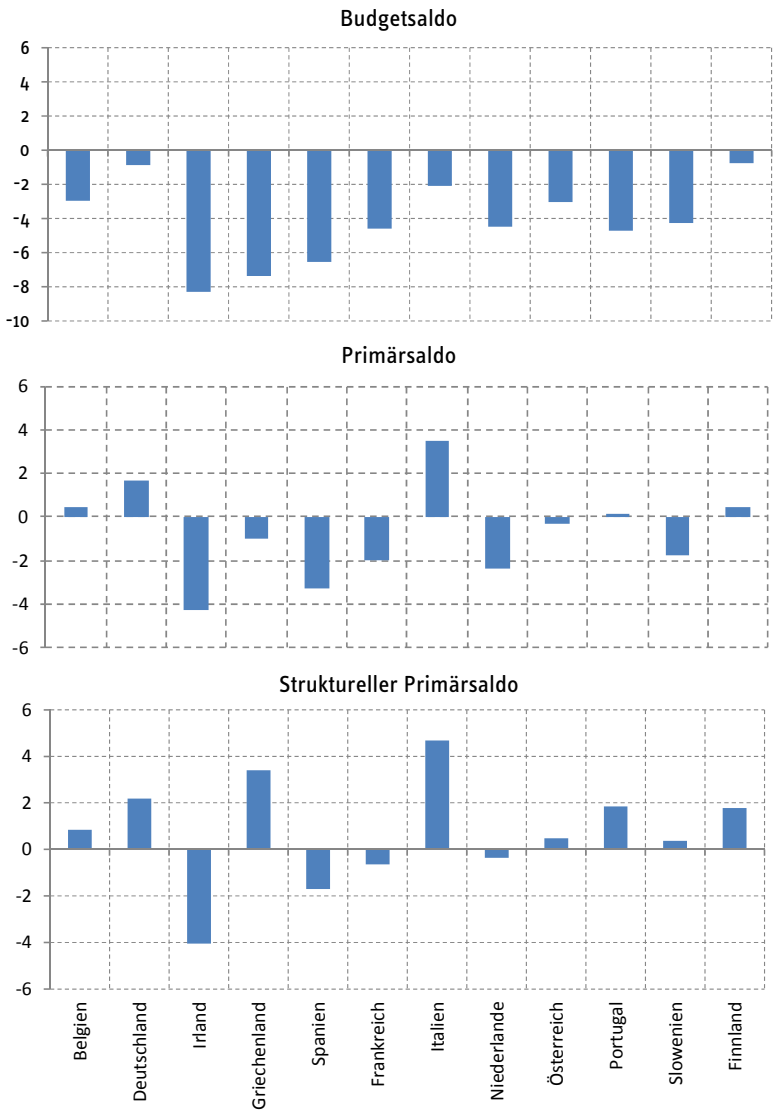 Budgetsaldo
6
4
2
0
-2
-4
-6
-8
-10
Primärsaldo
6
4
2
0
-2
-4
-6
Struktureller Primärsaldo
6
4
2
0
-2
-4
-6
Belgien
Deutschland
Irland
Griechenland
Spanien
Frankreich
Italien
Niederlande
Österreich
Portugal
Slowenien
Finnland